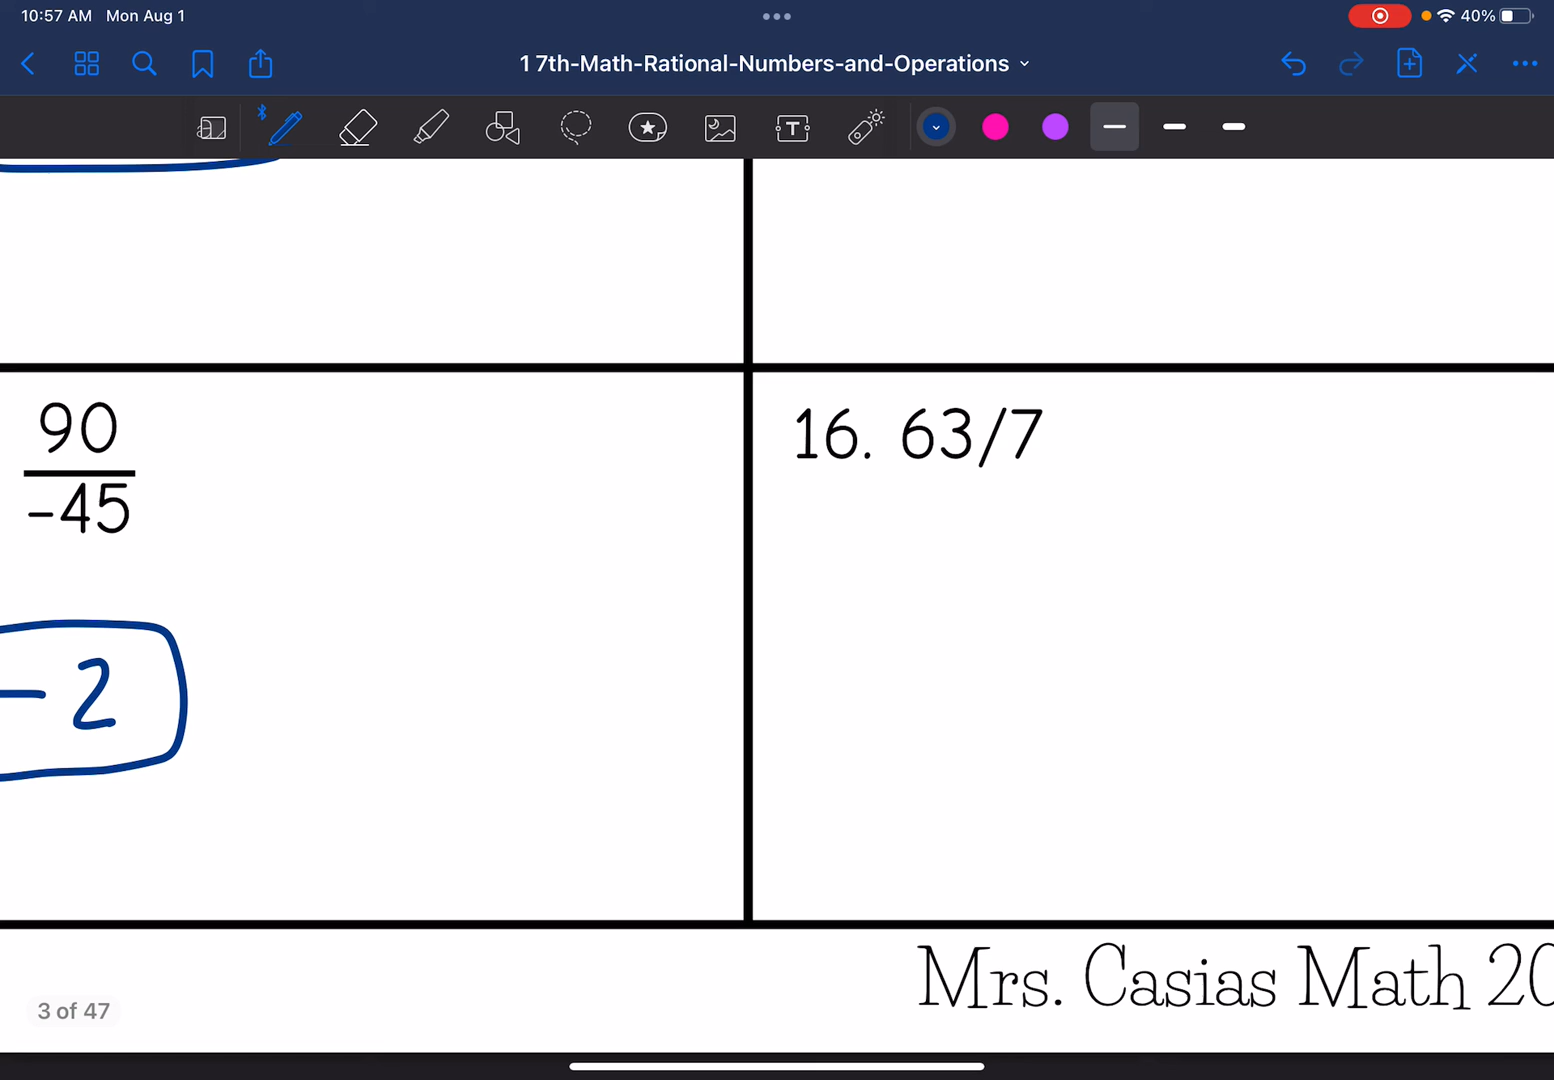 10:57 AM Mon Aug 1
40%
1 7th-Math-Rational-Numbers-and-Operations
T
90
-45
16. 63/7
- 2
Mrs. Casias Math 20
3 of 47